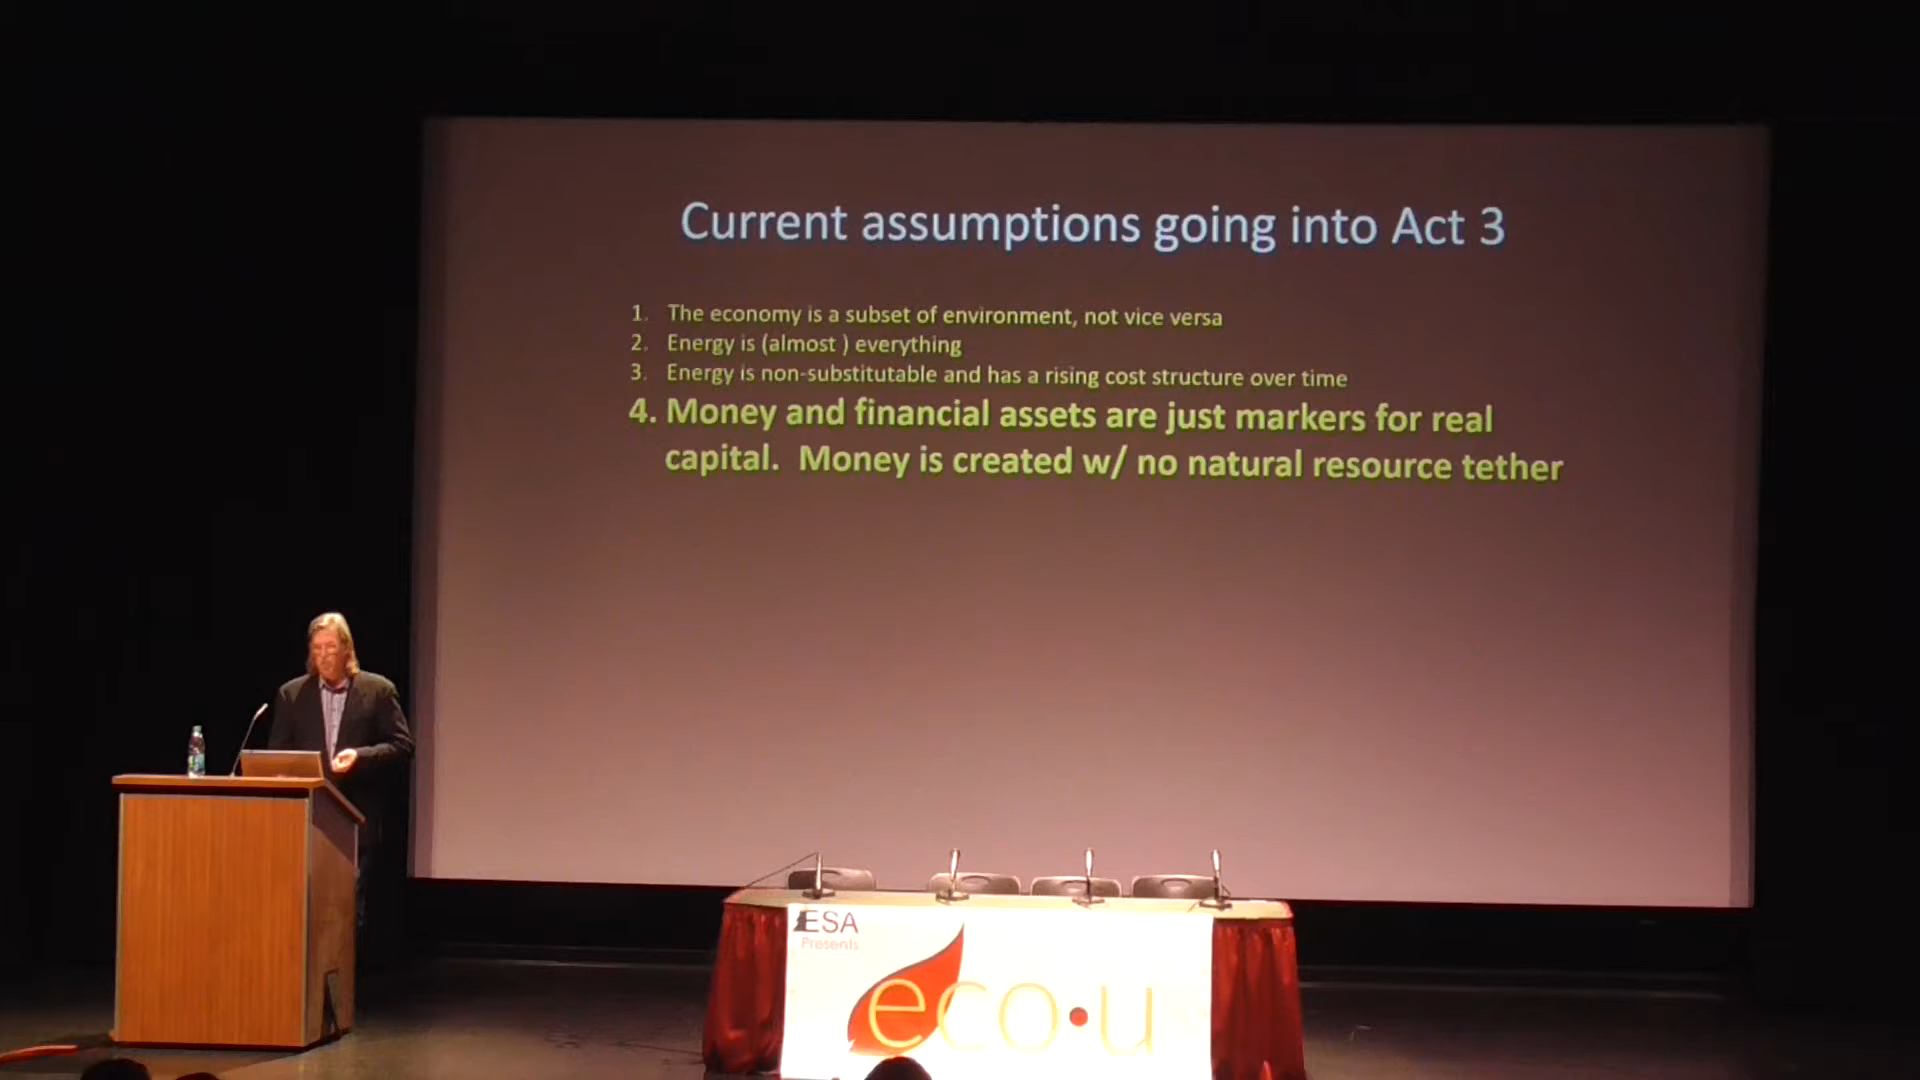 Current assumptions going into Act 3
1. The economy is a subset of environment, not vice versa
2. Energy is (almost ) everything
3. Energy is non-substitutable and has a rising cost structure over time
4. Money and financial assets are just markers for real
capital. Money is created w/ no natural resource tether
ESA
Presents
eco•u